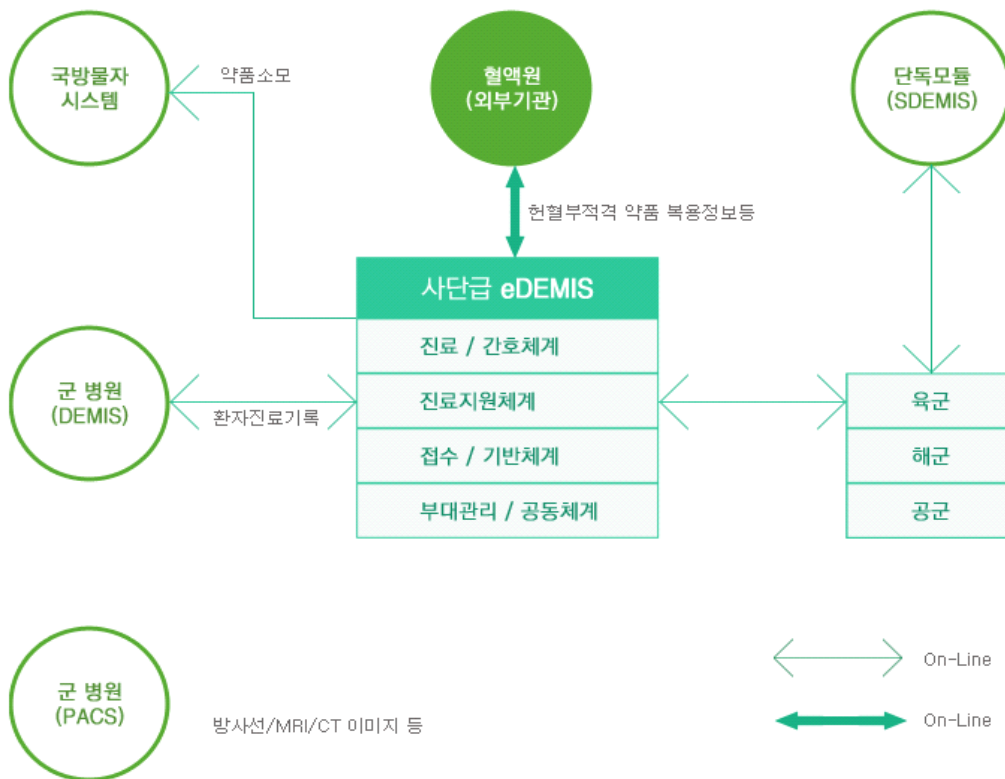 국방물자
시스템
약품소모
혈액원
(외부기관)
단독모듈
(SDEMIS)
헌혈부적격 약품 복용정보등
사단급 eDEMIS
진료 / 간호체계
진료지원체계
접수 / 기반체계
부대관리 / 공동체계
군 병원
(DEMIS)
환자진료기록
육군
해군
공군
군 병원
(PACS)
방사선/MRI/CT 이미지 등
On-Line
On-Line